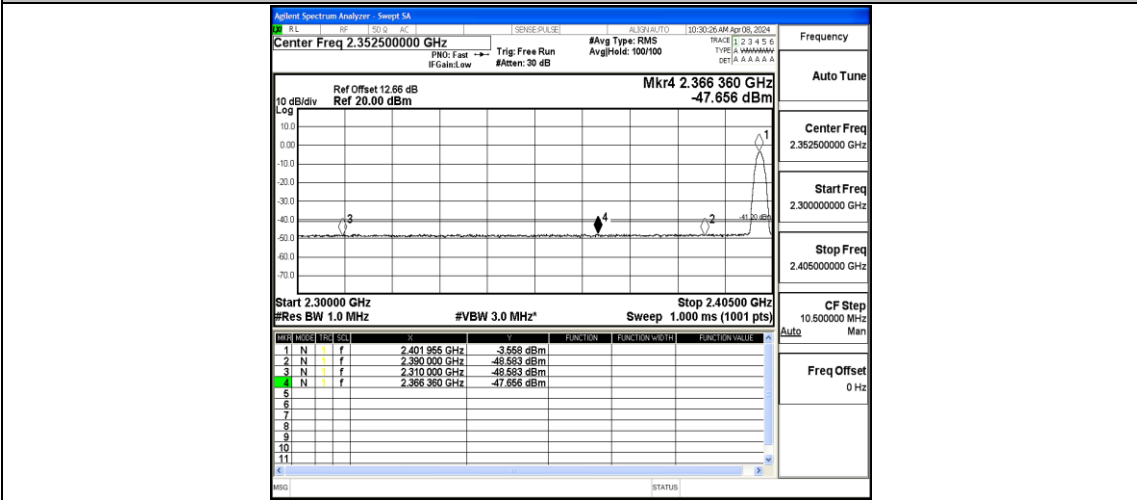 Agilent Spectrum Analyzer - Swept SA
RL RF 50 Ω AC SENSE:PULSE ALIGN AUTO 10:30:26 AM Apr 08, 2024
Center Freq 2.352500000 GHz #Avg Type: RMS TRACE 1 2 3 4 5 6
PNO: Fast Trig: Free Run Avg|Hold: 100/100 TYPE A
IFGain:Low #Atten: 30 dB DET A A A A A A
Frequency
Auto Tune
Center Freq
2.352500000 GHz
Start Freq
2.300000000 GHz
Stop Freq
2.405000000 GHz
CF Step
10.500000 MHz
Auto Man
Freq Offset
0 Hz
Mkr4 2.366 360 GHz
-47.656 dBm
Ref Offset 12.66 dB
10 dB/div Ref 20.00 dBm
Log
10.0
0.00
-10.0
-20.0
-30.0
-40.0
-50.0
-60.0
-70.0
1
3
4
2
-41.20 dBm
Start 2.30000 GHz Stop 2.40500 GHz
#Res BW 1.0 MHz #VBW 3.0 MHz* Sweep 1.000 ms (1001 pts)
MKR MODE TRC SCL X Y FUNCTION FUNCTION WIDTH FUNCTION VALUE
1 N 1 f 2.401 955 GHz -3.558 dBm
2 N 1 f 2.390 000 GHz -48.583 dBm
3 N 1 f 2.310 000 GHz -48.583 dBm
4 N 1 f 2.366 360 GHz -47.656 dBm
5
6
7
8
9
10
11
MSG STATUS